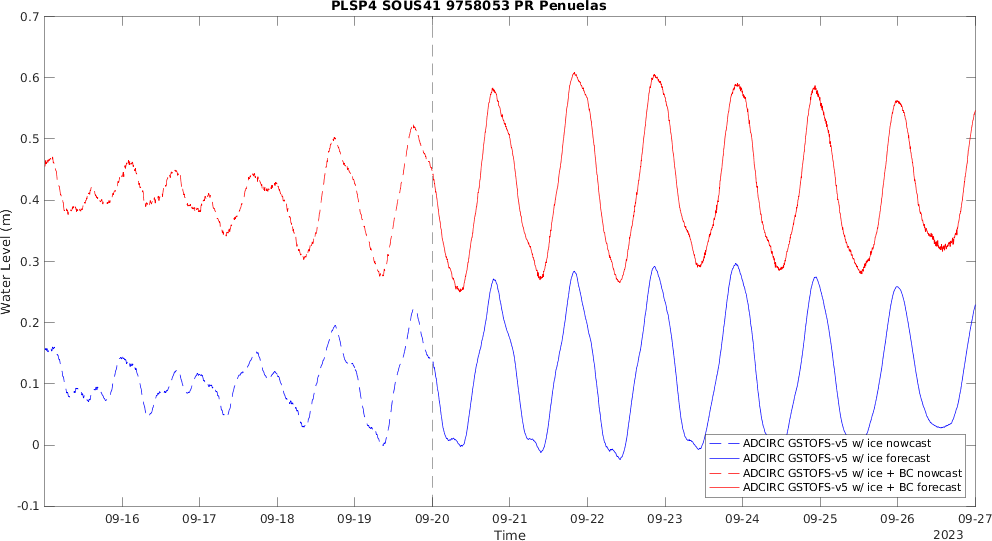 PLSP4 SOUS41 9758053 PR Penuelas
0.7
0.6
0.5
0.4
0.3
0.2
0.1
0
-0.1
Water Level (m)
09-16 09-17 09-18 09-19 09-20 09-21 09-22 09-23 09-24 09-25 09-26 09-27
Time
2023
ADCIRC GSTOFS-v5 w/ ice nowcast
ADCIRC GSTOFS-v5 w/ ice forecast
ADCIRC GSTOFS-v5 w/ ice + BC nowcast
ADCIRC GSTOFS-v5 w/ ice + BC forecast